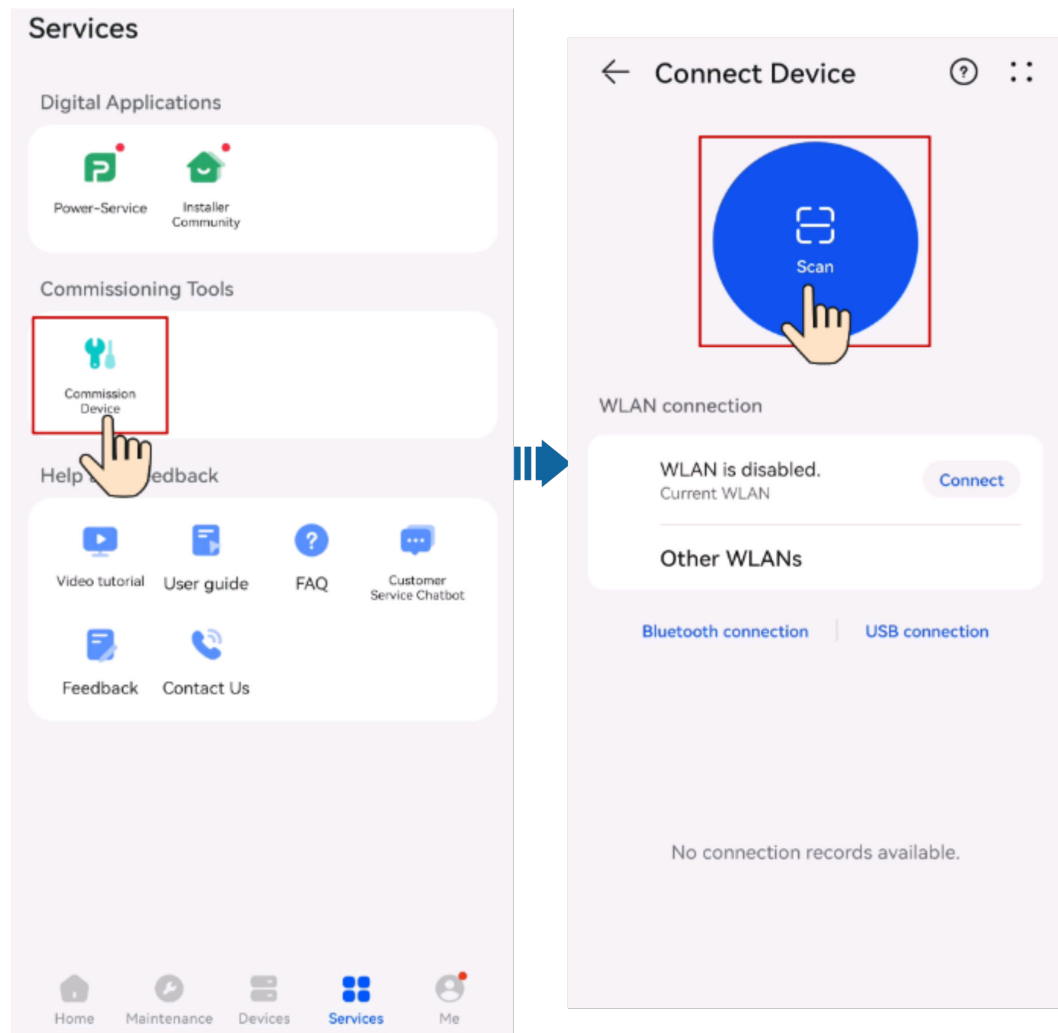 Services
Digital Applications
Power-Service
Installer
Community
Commissioning Tools
Commission
Device
Help edback
Video tutorial
User guide
FAQ
Customer
Service Chatbot
Feedback
Contact Us
Home
Maintenance
Devices
Services
Me
Connect Device
Scan
WLAN connection
WLAN is disabled.
Current WLAN
Connect
Other WLANs
Bluetooth connection
USB connection
No connection records available.